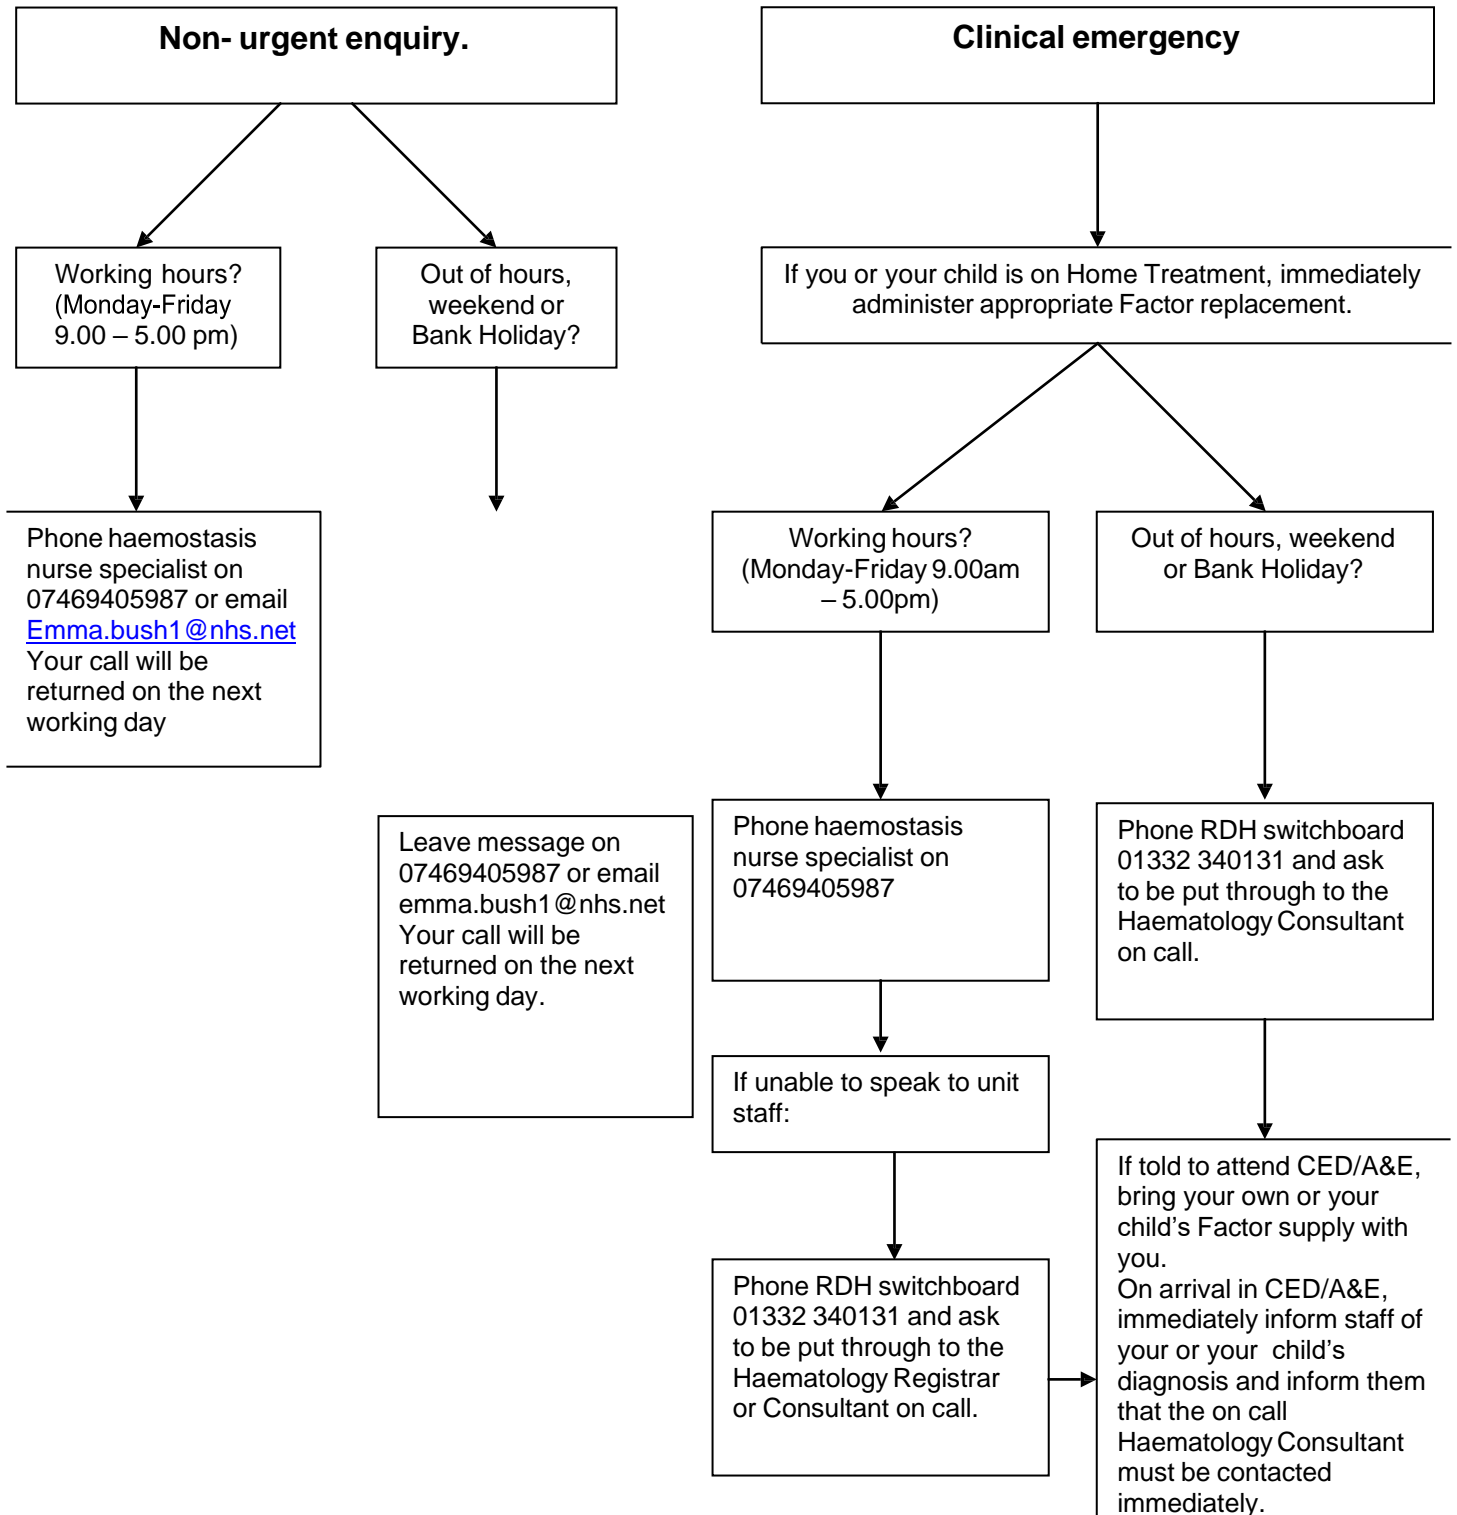 Non- urgent enquiry.
Working hours?
(Monday-Friday
9.00 – 5.00 pm)
Out of hours,
weekend or
Bank Holiday?
Phone haemostasis
nurse specialist on
07469405987 or email
Emma.bush1@nhs.net
Your call will be
returned on the next
working day
Leave message on
07469405987 or email
emma.bush1@nhs.net
Your call will be
returned on the next
working day.
Clinical emergency
If you or your child is on Home Treatment, immediately
administer appropriate Factor replacement.
Working hours?
(Monday-Friday 9.00am
– 5.00pm)
Out of hours, weekend
or Bank Holiday?
Phone haemostasis
nurse specialist on
07469405987
If unable to speak to unit
staff:
Phone RDH switchboard
01332 340131 and ask
to be put through to the
Haematology Registrar
or Consultant on call.
Phone RDH switchboard
01332 340131 and ask
to be put through to the
Haematology Consultant
on call.
If told to attend CED/A&E,
bring your own or your
child’s Factor supply with
you.
On arrival in CED/A&E,
immediately inform staff of
your or your child’s
diagnosis and inform them
that the on call
Haematology Consultant
must be contacted
immediately.